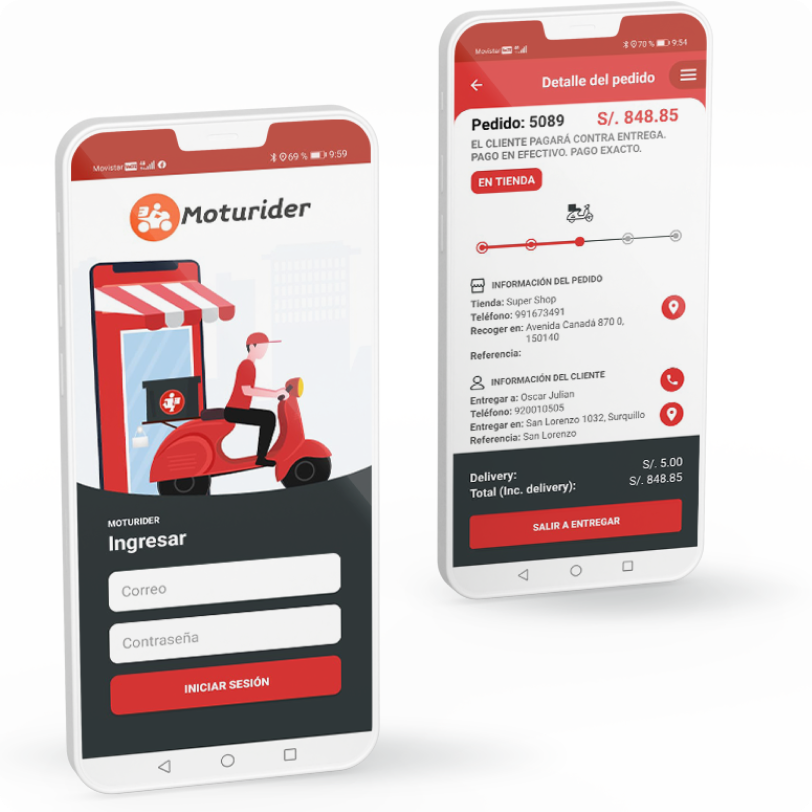 Movistar 69 % 9:59
Moturider
MOTURIDER
Ingresar
Correo
Contraseña
INICIAR SESIÓN
Movistar 70 % 9:54
Detalle del pedido
Pedido: 5089 S/. 848.85
EL CLIENTE PAGARÁ CONTRA ENTREGA.
PAGO EN EFECTIVO. PAGO EXACTO.
EN TIENDA
INFORMACIÓN DEL PEDIDO
Tienda: Super Shop
Teléfono: 991673491
Recoger en: Avenida Canadá 870 0,
150140
Referencia:
INFORMACIÓN DEL CLIENTE
Entregar a: Oscar Julian
Teléfono: 920010505
Entregar en: San Lorenzo 1032, Surquillo
Referencia: San Lorenzo
Delivery: S/. 5.00
Total (Inc. delivery): S/. 848.85
SALIR A ENTREGAR